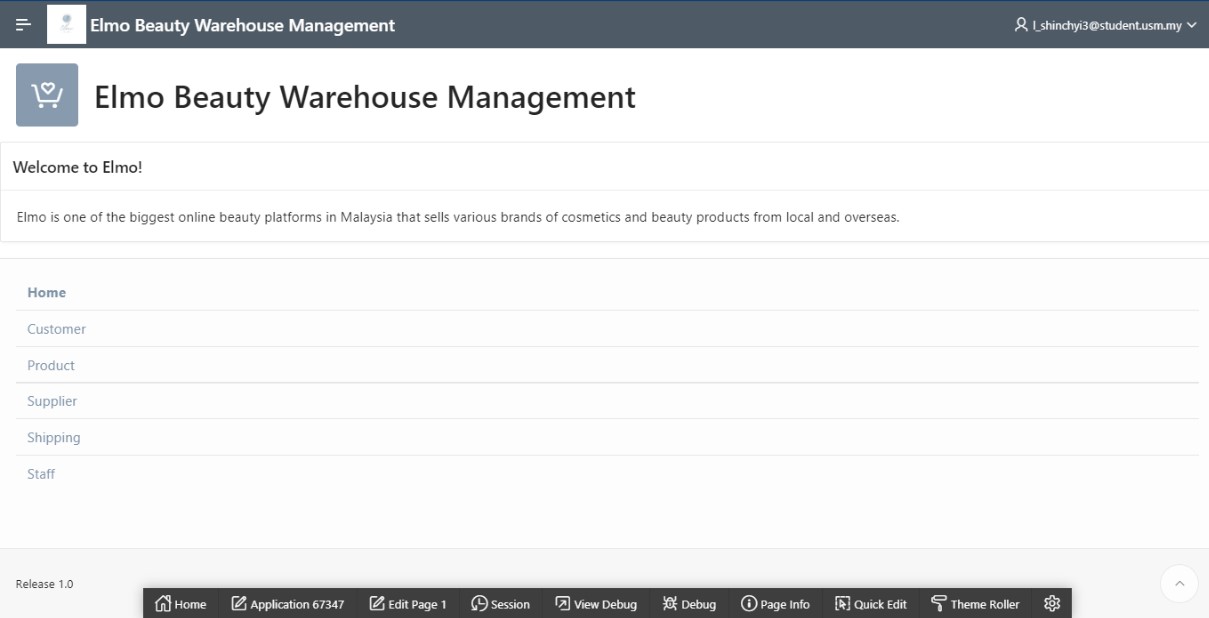 Elmo Beauty Warehouse Management
l_shinchyi3@student.usm.my
Elmo Beauty Warehouse Management
Welcome to Elmo!
Elmo is one of the biggest online beauty platforms in Malaysia that sells various brands of cosmetics and beauty products from local and overseas.
Home
Customer
Product
Supplier
Shipping
Staff
Release 1.0
Home Application 67347 Edit Page 1 Session View Debug Debug Page Info Quick Edit Theme Roller